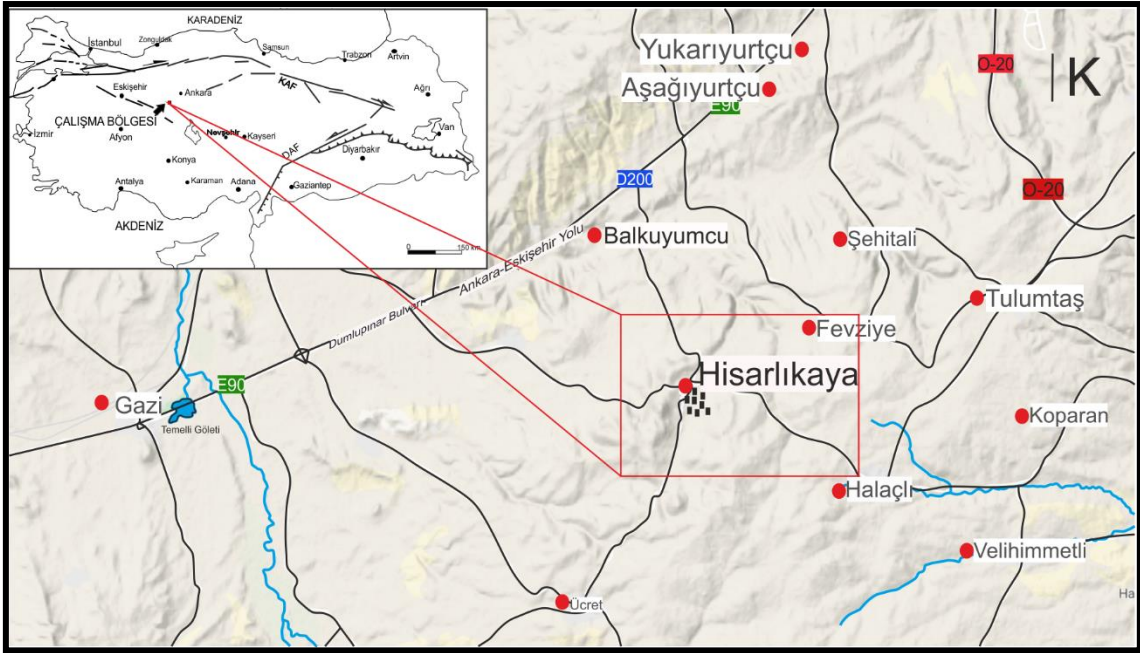 KARADENİZ
İstanbul
Zonguldak
Samsun
Trabzon
Artvin
KAF
Eskişehir
Ankara
Ağrı
ÇALIŞMA BÖLGESİ
İzmir
Afyon
Nevşehir
Kayseri
Van
DAF
Diyarbakır
Konya
Karaman
Adana
Gaziantep
Antalya
AKDENİZ
0 150 km
Yukarıyurtçu
Aşağıyurtçu
E90
O-20
K
D200
O-20
Balkuyumcu
Şehitali
Ankara-Eskişehir Yolu
Tulumtaş
Dumlupınar Bulvarı
Fevziye
Hisarlıkaya
E90
Gazi
Temelli Göleti
Koparan
Halaçlı
Velihimmetli
Ücret
Ha